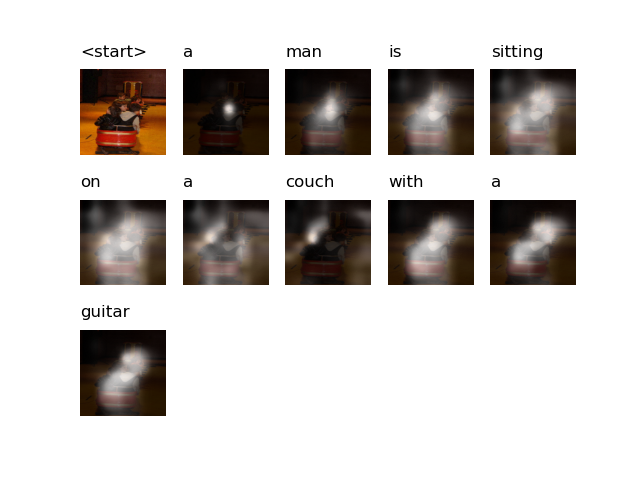 <start> a man is sitting
on a couch with a
guitar